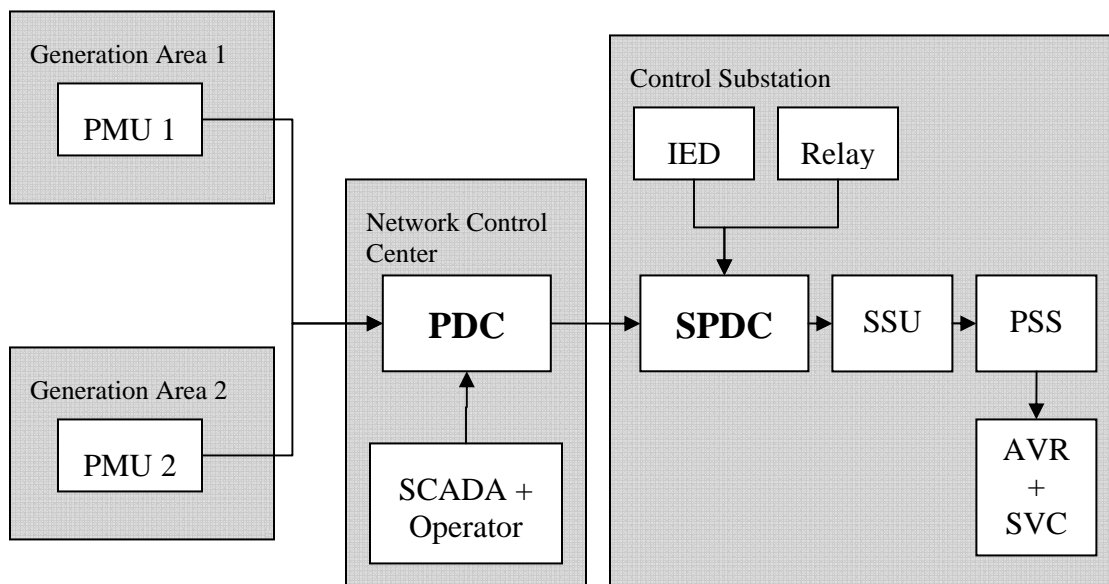 Generation Area 1
PMU 1
Generation Area 2
PMU 2
Network Control
Center
PDC
SCADA +
Operator
Control Substation
IED
Relay
SPDC
SSU
PSS
AVR
+
SVC